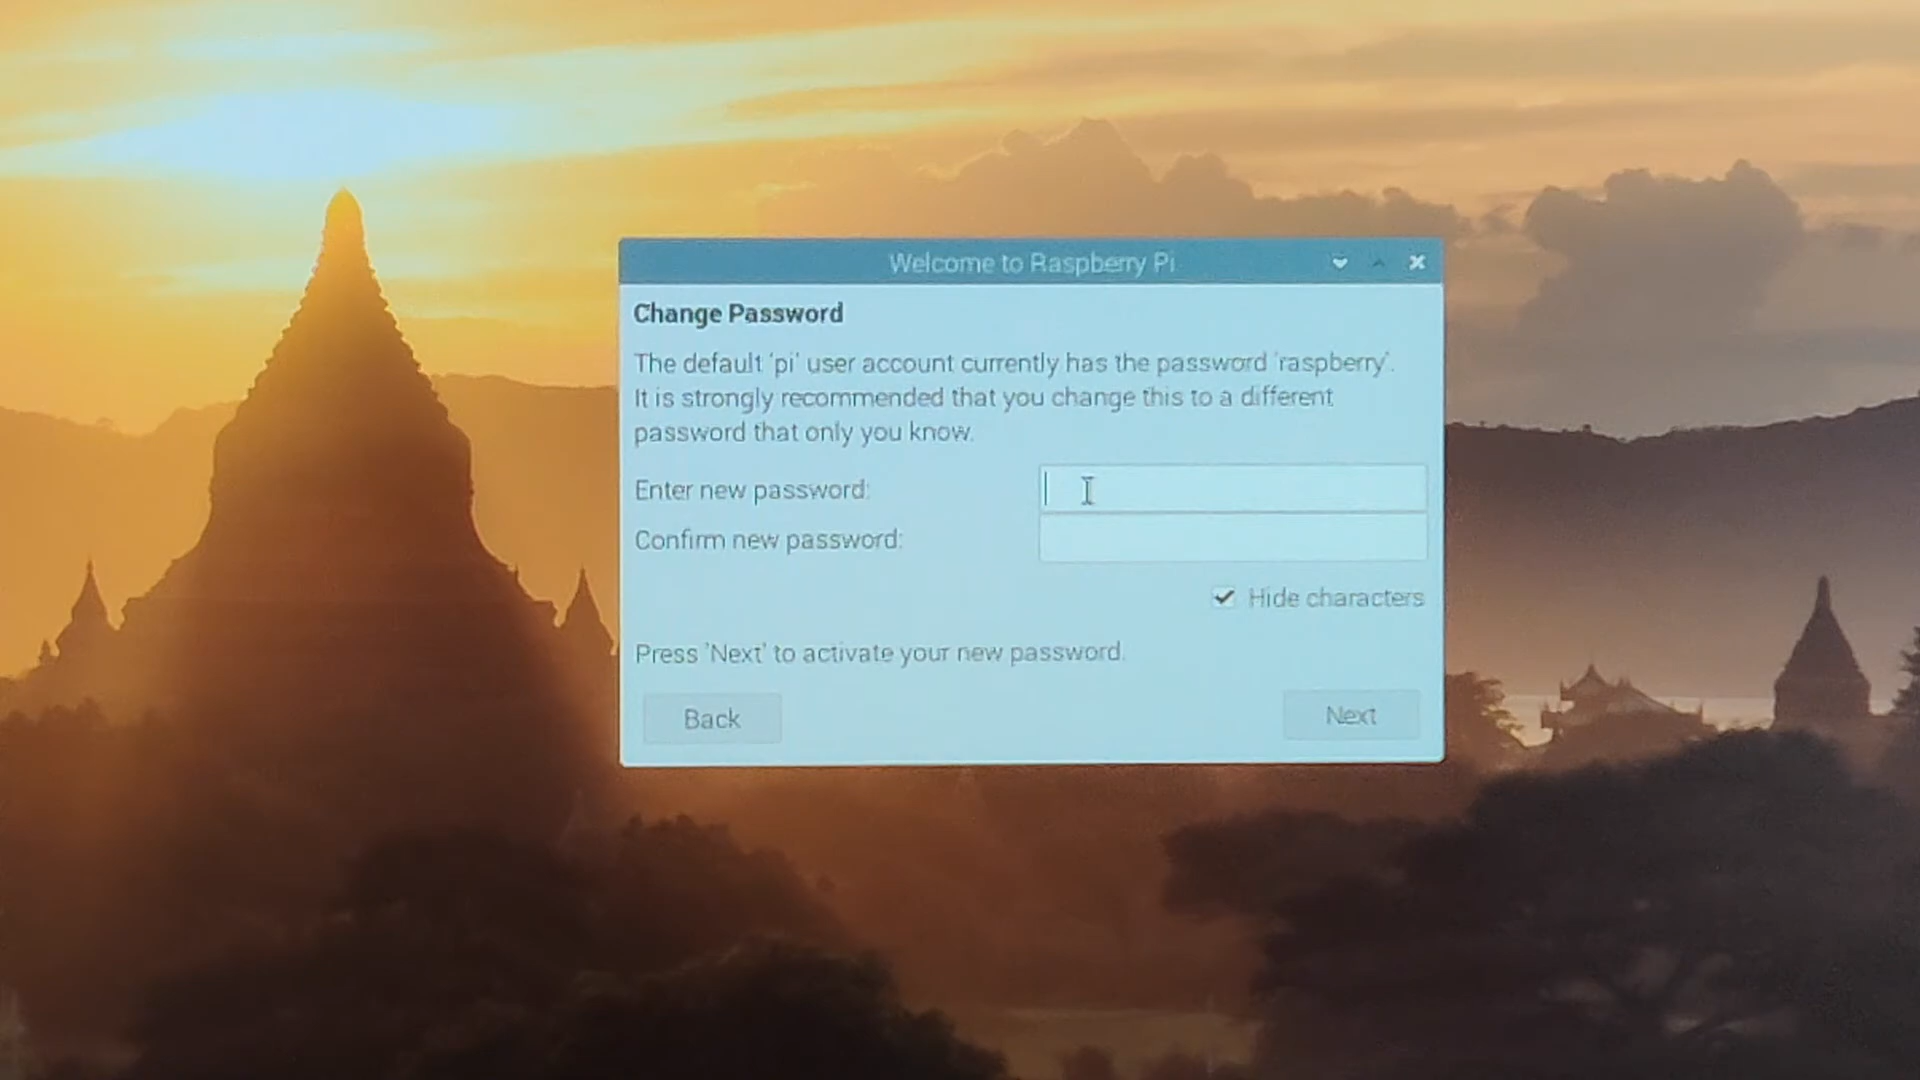 Welcome to Raspberry Pi
Change Password
The default 'pi' user account currently has the password 'raspberry'.
It is strongly recommended that you change this to a different
password that only you know.
Enter new password:
Confirm new password:
Hide characters
Press 'Next' to activate your new password.
Back
Next